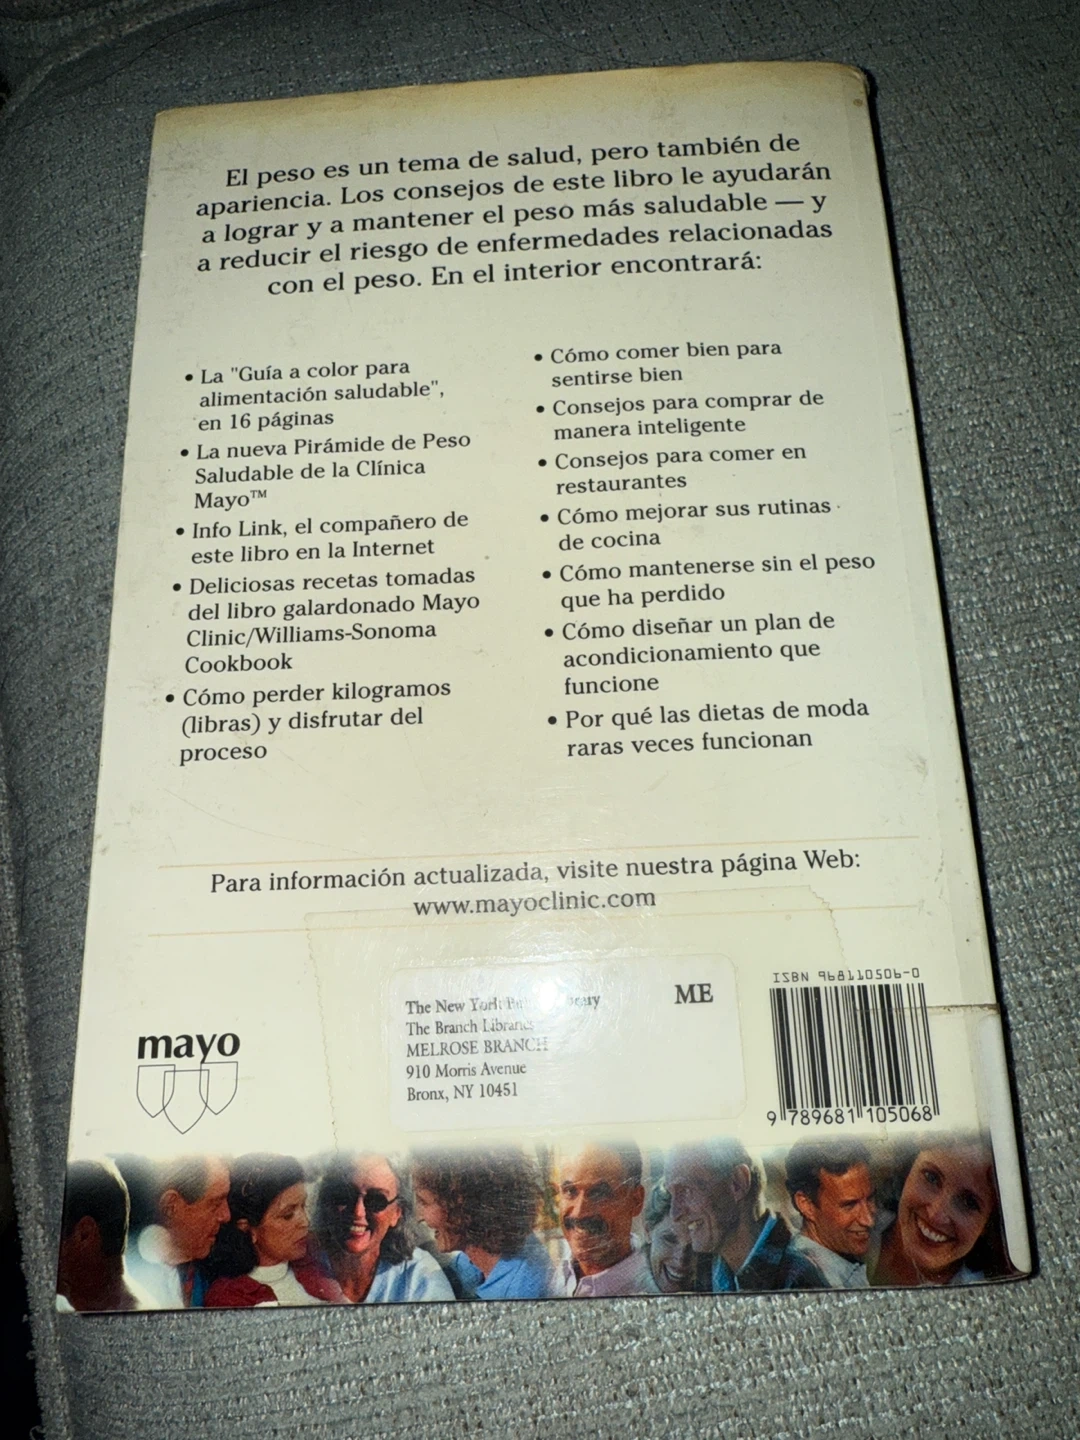 El peso es un tema de salud, pero también de
apariencia. Los consejos de este libro le ayudarán
a lograr y a mantener el peso más saludable — y
a reducir el riesgo de enfermedades relacionadas
con el peso. En el interior encontrará:
• La "Guía a color para
alimentación saludable",
en 16 páginas
• La nueva Pirámide de Peso
Saludable de la Clínica
Mayo™
• Info Link, el compañero de
este libro en la Internet
• Deliciosas recetas tomadas
del libro galardonado Mayo
Clinic/Williams-Sonoma
Cookbook
• Cómo perder kilogramos
(libras) y disfrutar del
proceso
• Cómo comer bien para
sentirse bien
• Consejos para comprar de
manera inteligente
• Consejos para comer en
restaurantes
• Cómo mejorar sus rutinas
de cocina
• Cómo mantenerse sin el peso
que ha perdido
• Cómo diseñar un plan de
acondicionamiento que
funcione
• Por qué las dietas de moda
raras veces funcionan
Para información actualizada, visite nuestra página Web:
www.mayoclinic.com
mayo
The New York
The Branch
MELROSE BRANCH
910 Morris Avenue
Bronx, NY 10451
ME
ISBN 968110506-0
9 789681 105068